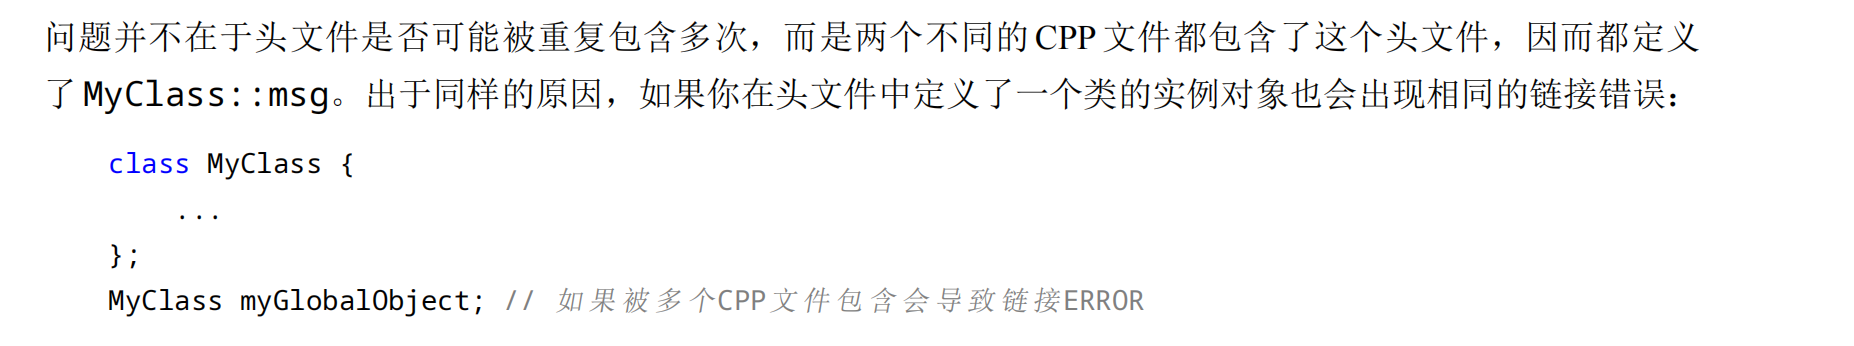 问题并不在于头文件是否可能被重复包含多次，而是两个不同的 CPP 文件都包含了这个头文件，因而都定义
了 MyClass::msg。出于同样的原因，如果你在头文件中定义了一个类的实例对象也会出现相同的链接错误：
class MyClass {
    ...
};
MyClass myGlobalObject; // 如果被多个CPP文件包含会导致链接ERROR